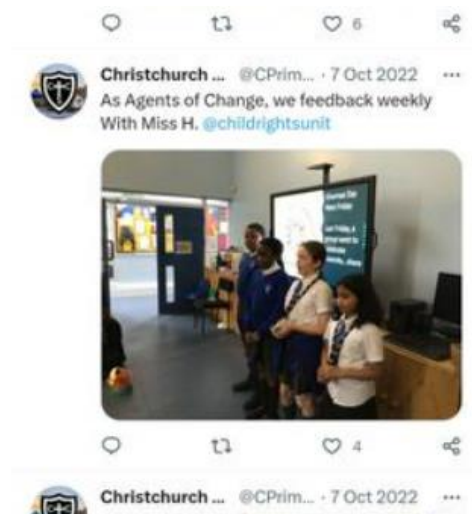 6
Christchurch ... @CPrim... · 7 Oct 2022 ...
As Agents of Change, we feedback weekly
With Miss H. @childrightsunit
4
Christchurch ... @CPrim... · 7 Oct 2022 ...